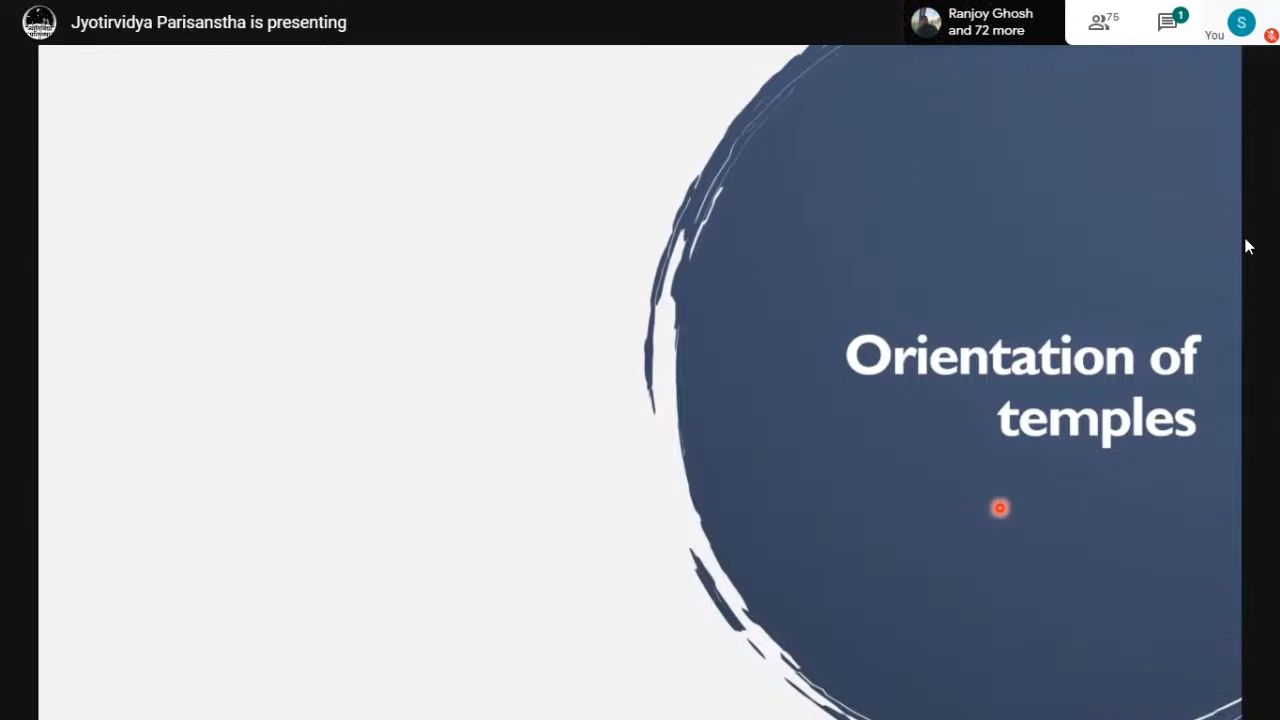 Jyotirvidya Parisanstha is presenting
Ranjoy Ghosh
and 72 more
75
1
You
S
Orientation of
temples